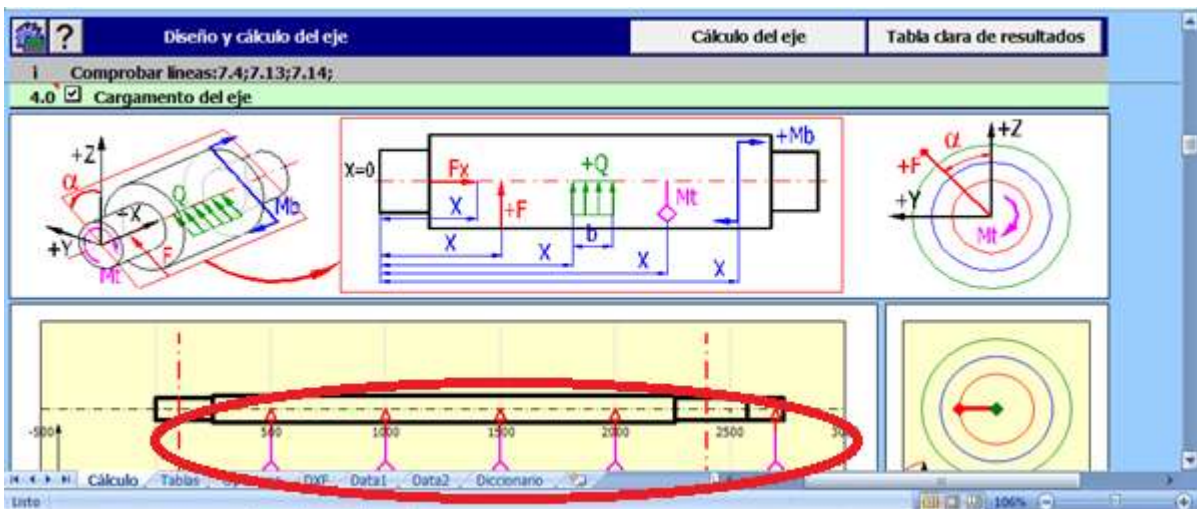 ? Diseño y cálculo del eje Cálculo del eje Tabla clara de resultados
i Comprobar líneas:7.4;7.13;7.14;
4.0 Cargamento del eje
+Z α Q +X Mb +Y F Mt
X=0 Fx +F +Q Mt +Mb
X X X b X X
+Z α +F +Y Mt
-500 500 1000 1500 2000 2500
Cálculo Tablas DXF Data1 Data2 Diccionario
Listo 106%